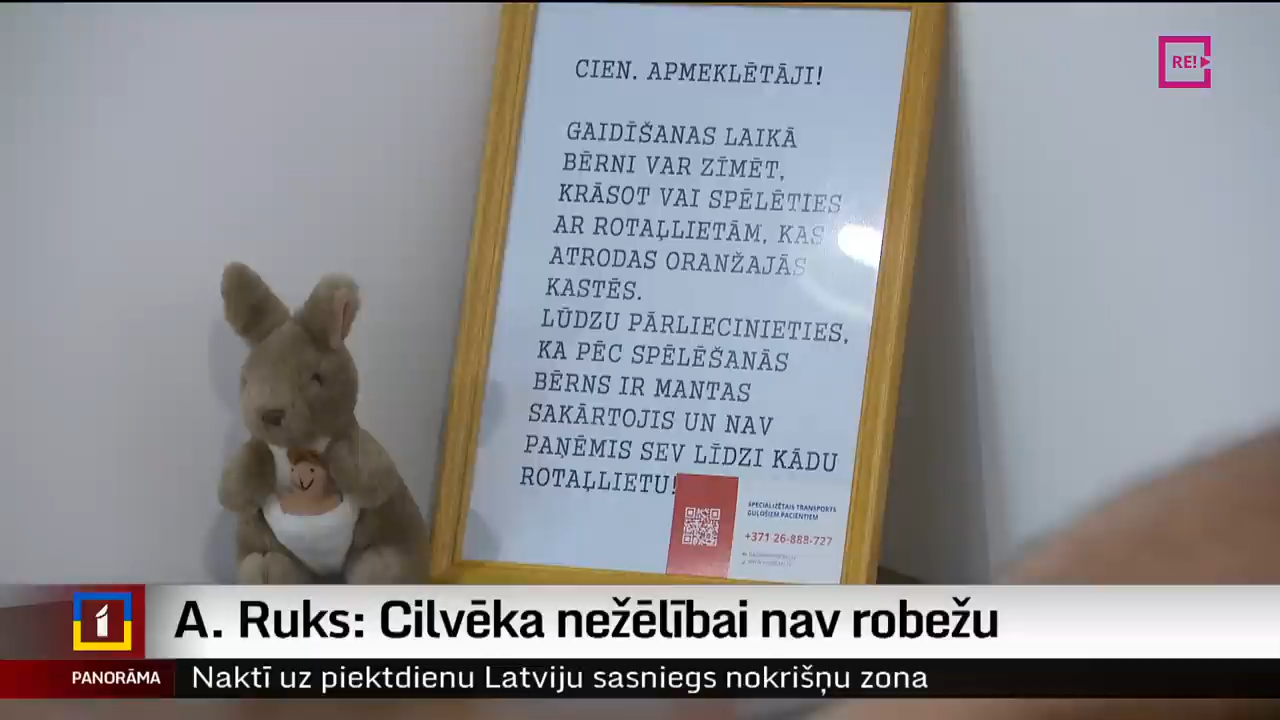 RE!
CIEN. APMEKLĒTĀJI!
GAIDĪŠANAS LAIKĀ
BĒRNI VAR ZĪMĒT,
KRĀSOT VAI SPĒLĒTIES
AR ROTAĻLIETĀM, KAS
ATRODAS ORANŽAJĀS
KASTĒS.
LŪDZU PĀRLIECINIETIES,
KA PĒC SPĒLĒŠANĀS
BĒRNS IR MANTAS
SAKĀRTOJIS UN NAV
PAŅĒMIS SEV LĪDZI KĀDU
ROTAĻLIETU!
SPECIALIZĒTAIS TRANSPORTS
GUĻOŠIEM PACIENTIEM
+371 26-888-727
1
A. Ruks: Cilvēka nežēlībai nav robežu
PANORĀMA
Naktī uz piektdienu Latviju sasniegs nokrišņu zona